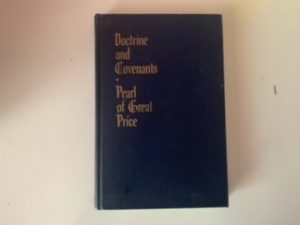 Doctrine
and
Covenants
•
Pearl
of Great
Price